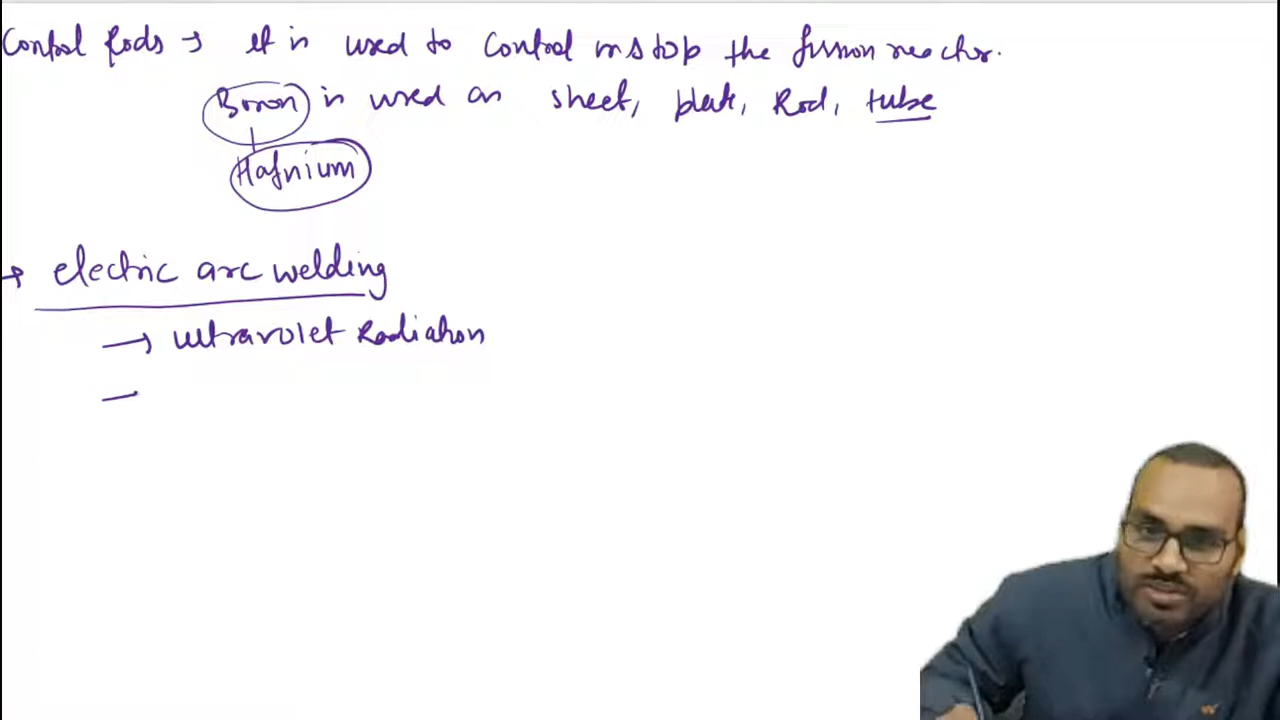 Control Rods → It is used to control or stop the fission reactor.
Boron is used as sheet, plate, Rod, tube
Hafnium
→ electric arc welding
→ ultraviolet Radiation